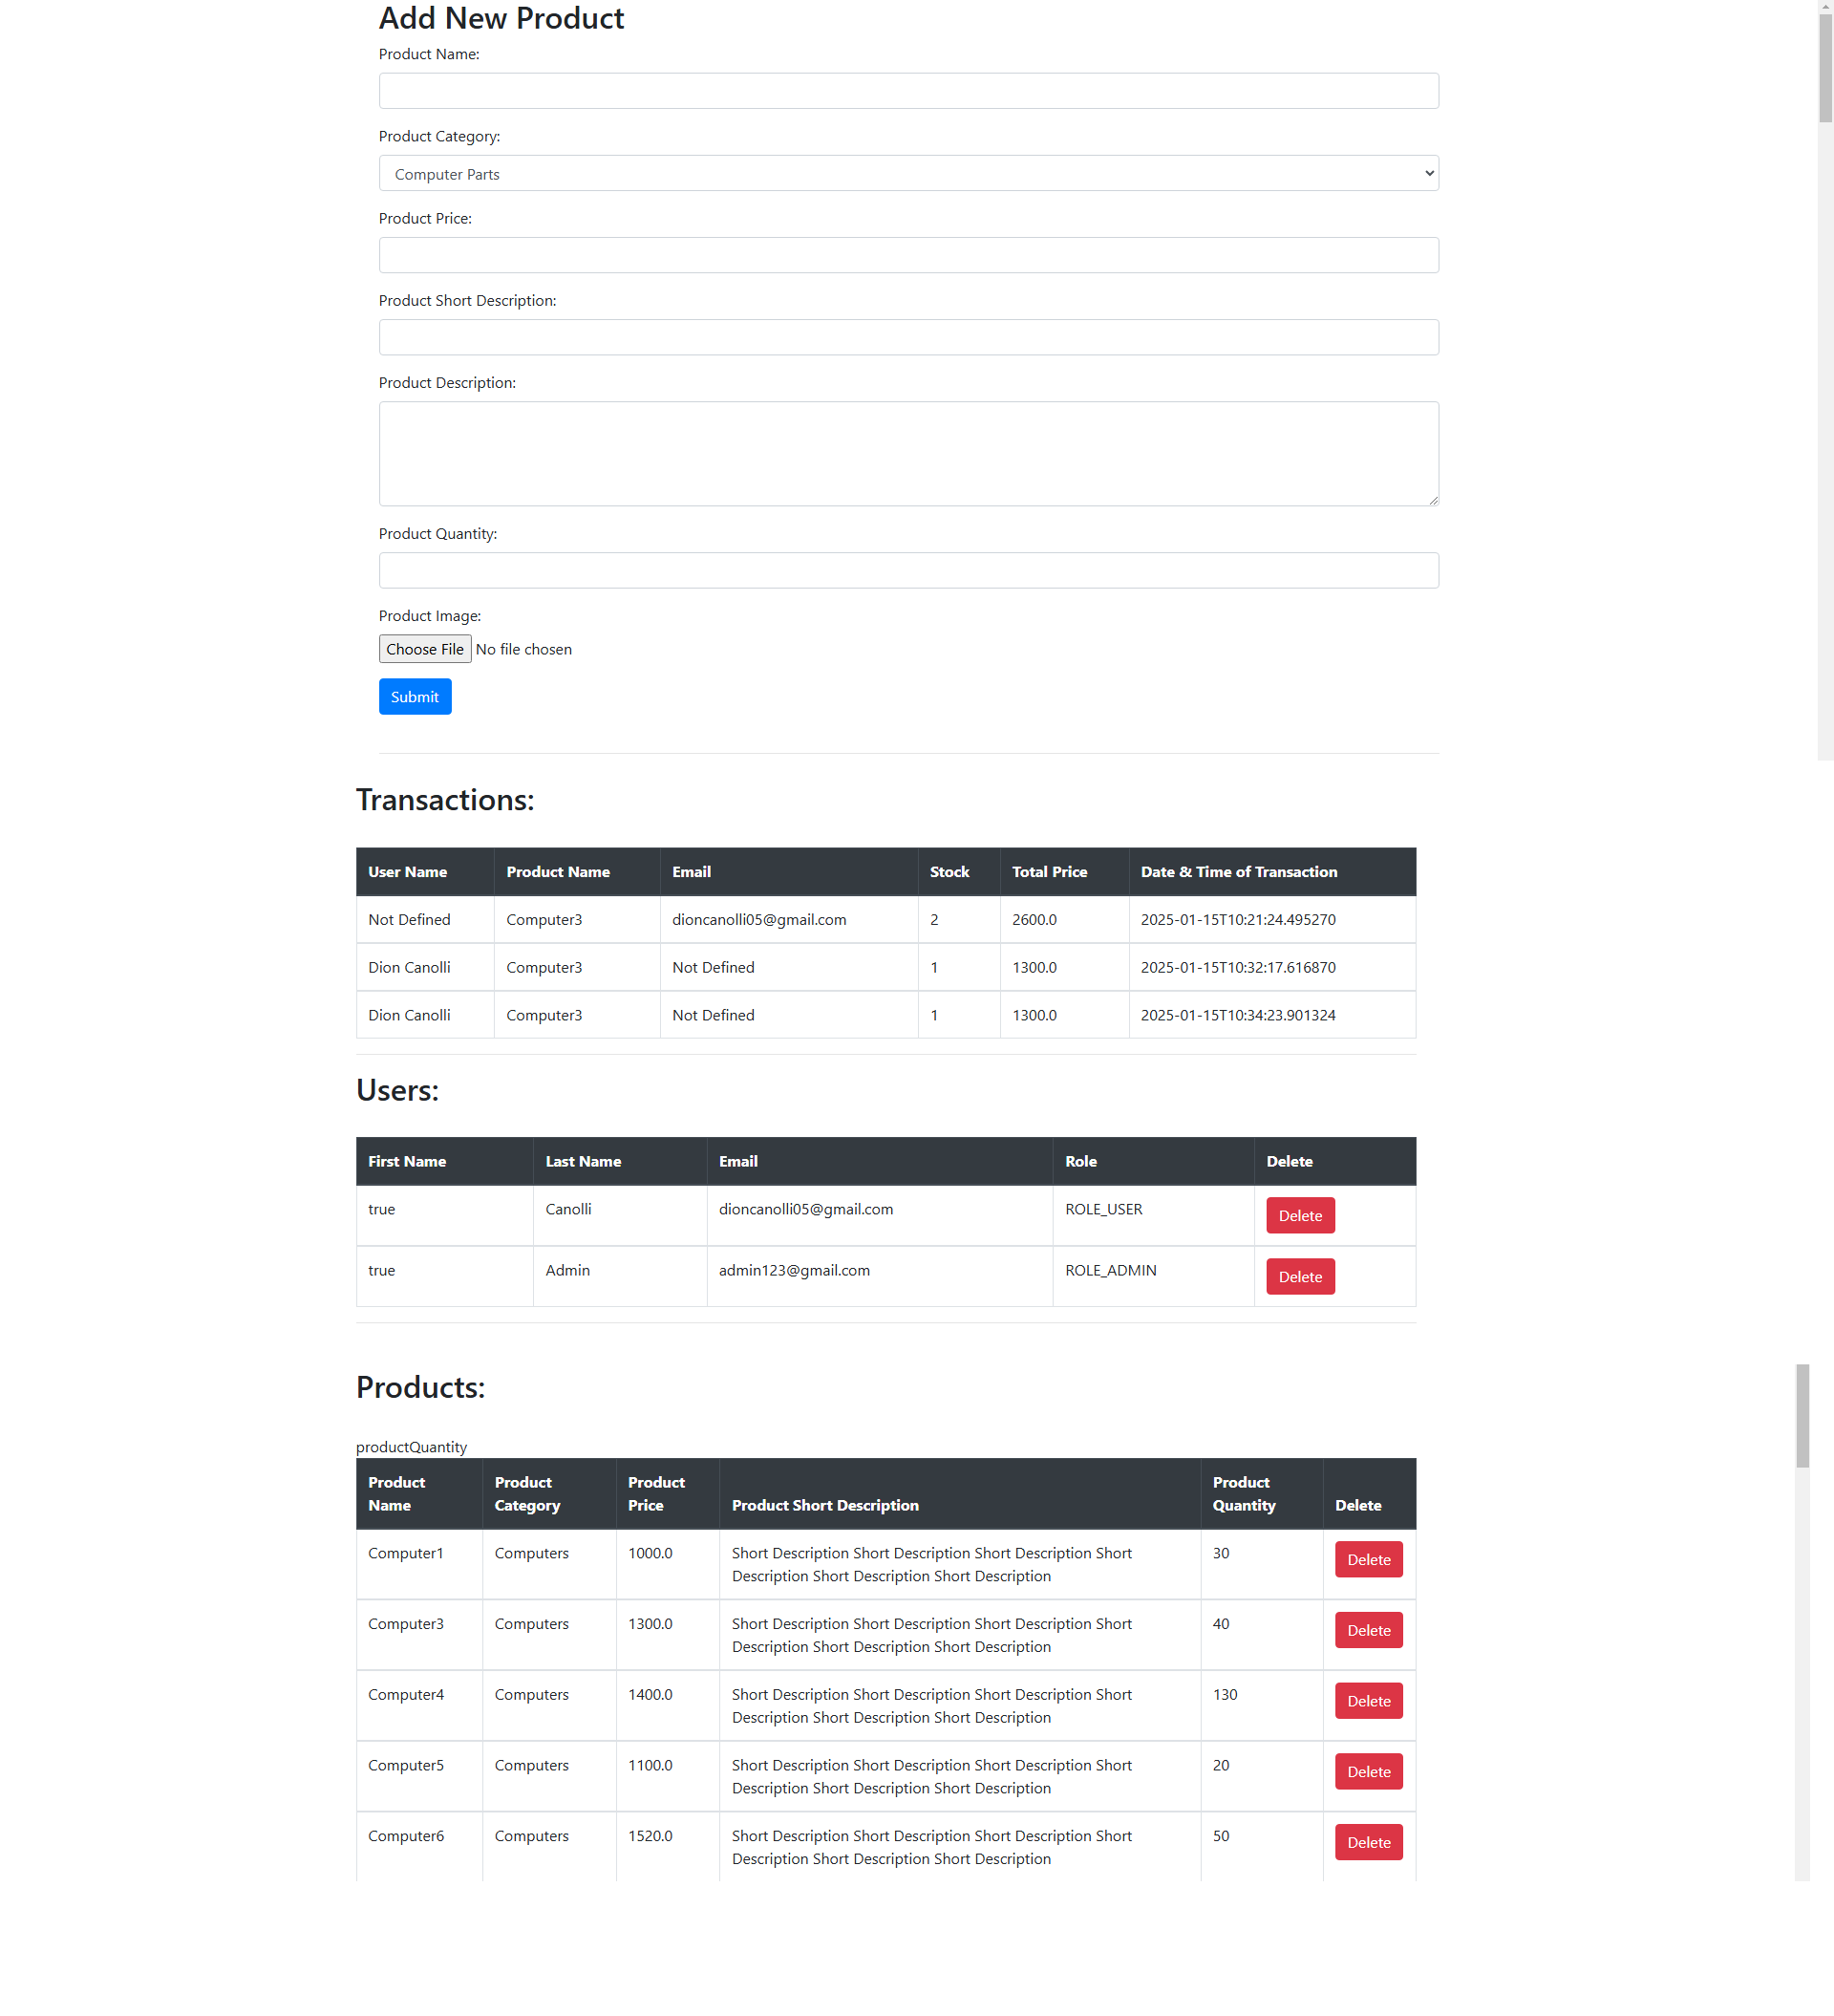 Add New Product
Product Name:
Product Category:
Computer Parts
Product Price:
Product Short Description:
Product Description:
Product Quantity:
Product Image:
Choose File No file chosen
Submit
Transactions:
User Name Product Name Email Stock Total Price Date & Time of Transaction
Not Defined Computer3 dioncanolli05@gmail.com 2 2600.0 2025-01-15T10:21:24.495270
Dion Canolli Computer3 Not Defined 1 1300.0 2025-01-15T10:32:17.616870
Dion Canolli Computer3 Not Defined 1 1300.0 2025-01-15T10:34:23.901324
Users:
First Name Last Name Email Role Delete
true Canolli dioncanolli05@gmail.com ROLE_USER Delete
true Admin admin123@gmail.com ROLE_ADMIN Delete
Products:
productQuantity
Product Name Product Category Product Price Product Short Description Product Quantity Delete
Computer1 Computers 1000.0 Short Description Short Description Short Description Short 30 Delete
Description Short Description Short Description
Computer3 Computers 1300.0 Short Description Short Description Short Description Short 40 Delete
Description Short Description Short Description
Computer4 Computers 1400.0 Short Description Short Description Short Description Short 130 Delete
Description Short Description Short Description
Computer5 Computers 1100.0 Short Description Short Description Short Description Short 20 Delete
Description Short Description Short Description
Computer6 Computers 1520.0 Short Description Short Description Short Description Short 50 Delete
Description Short Description Short Description